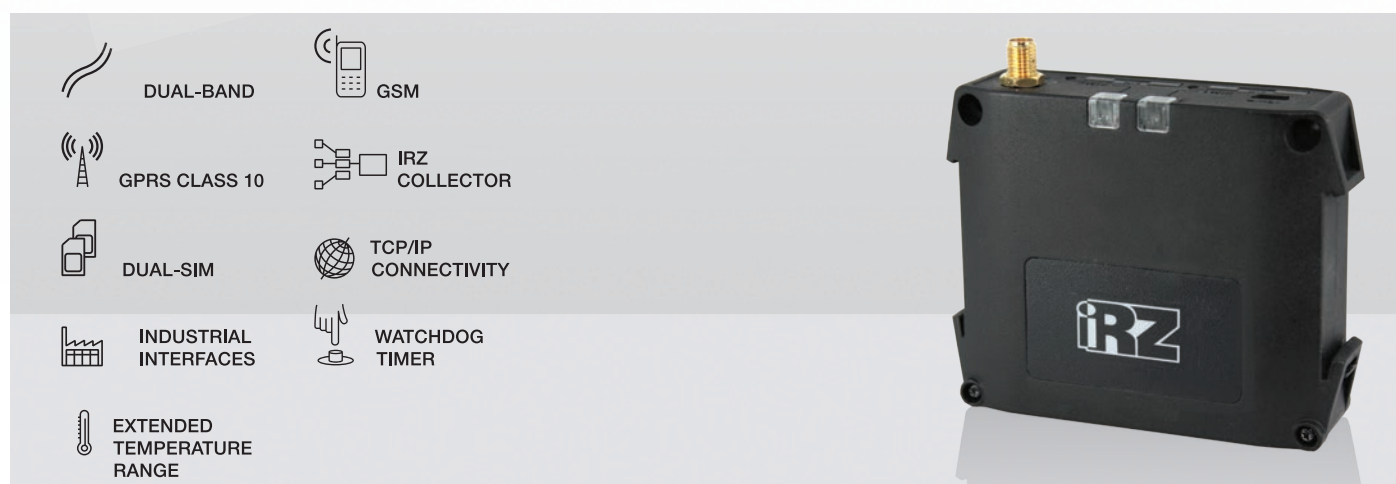 DUAL-BAND
GSM
GPRS CLASS 10
IRZ
COLLECTOR
DUAL-SIM
TCP/IP
CONNECTIVITY
INDUSTRIAL
INTERFACES
WATCHDOG
TIMER
EXTENDED
TEMPERATURE
RANGE
iRZ